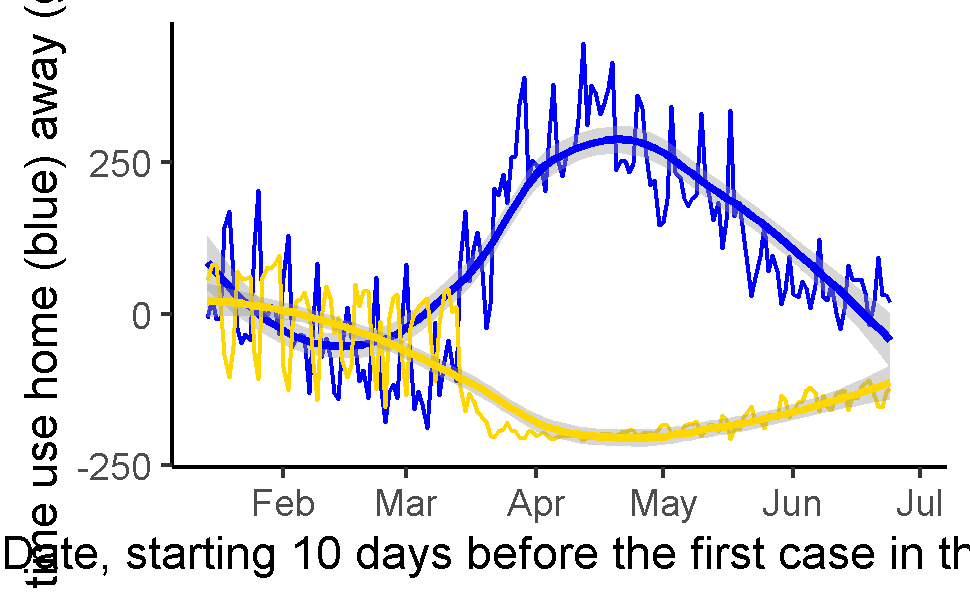 time use home (blue) away (
250
0
-250
Feb Mar Apr May Jun Jul
Date, starting 10 days before the first case in th